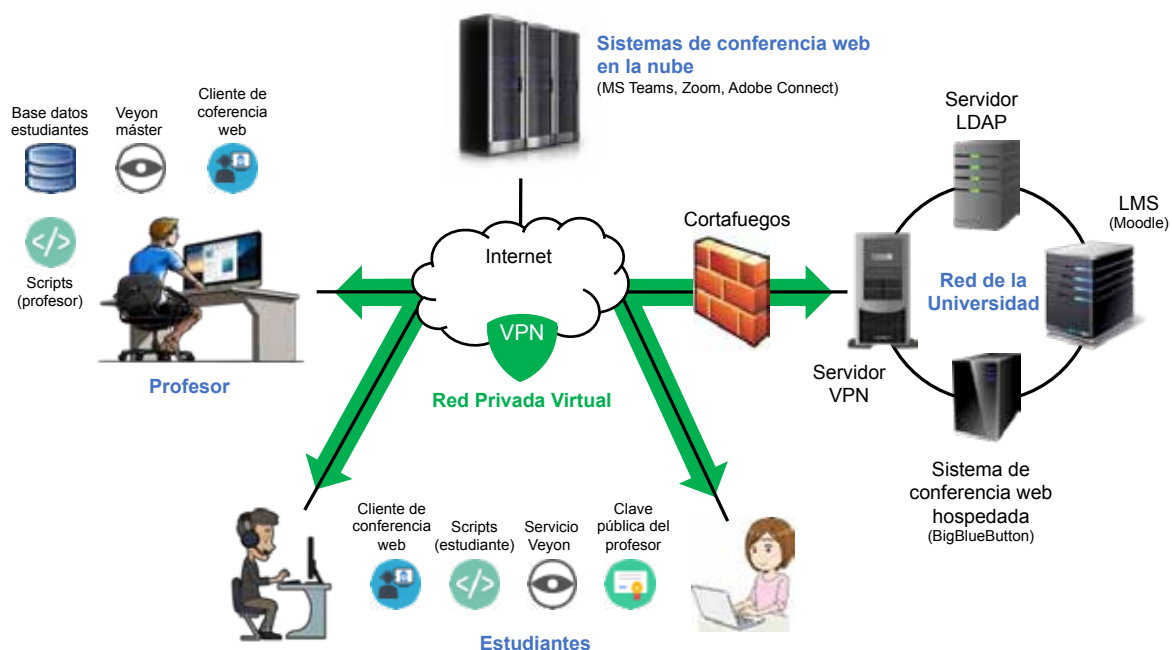 Sistemas de conferencia web
en la nube
(MS Teams, Zoom, Adobe Connect)
Base datos
estudiantes
Veyon
máster
Cliente de
coferencia
web
Scripts
(profesor)
Profesor
Internet
VPN
Red Privada Virtual
Cortafuegos
Servidor
LDAP
LMS
(Moodle)
Red de la
Universidad
Servidor
VPN
Sistema de
conferencia web
hospedada
(BigBlueButton)
Cliente de
conferencia
web
Scripts
(estudiante)
Servicio
Veyon
Clave
pública del
profesor
Estudiantes